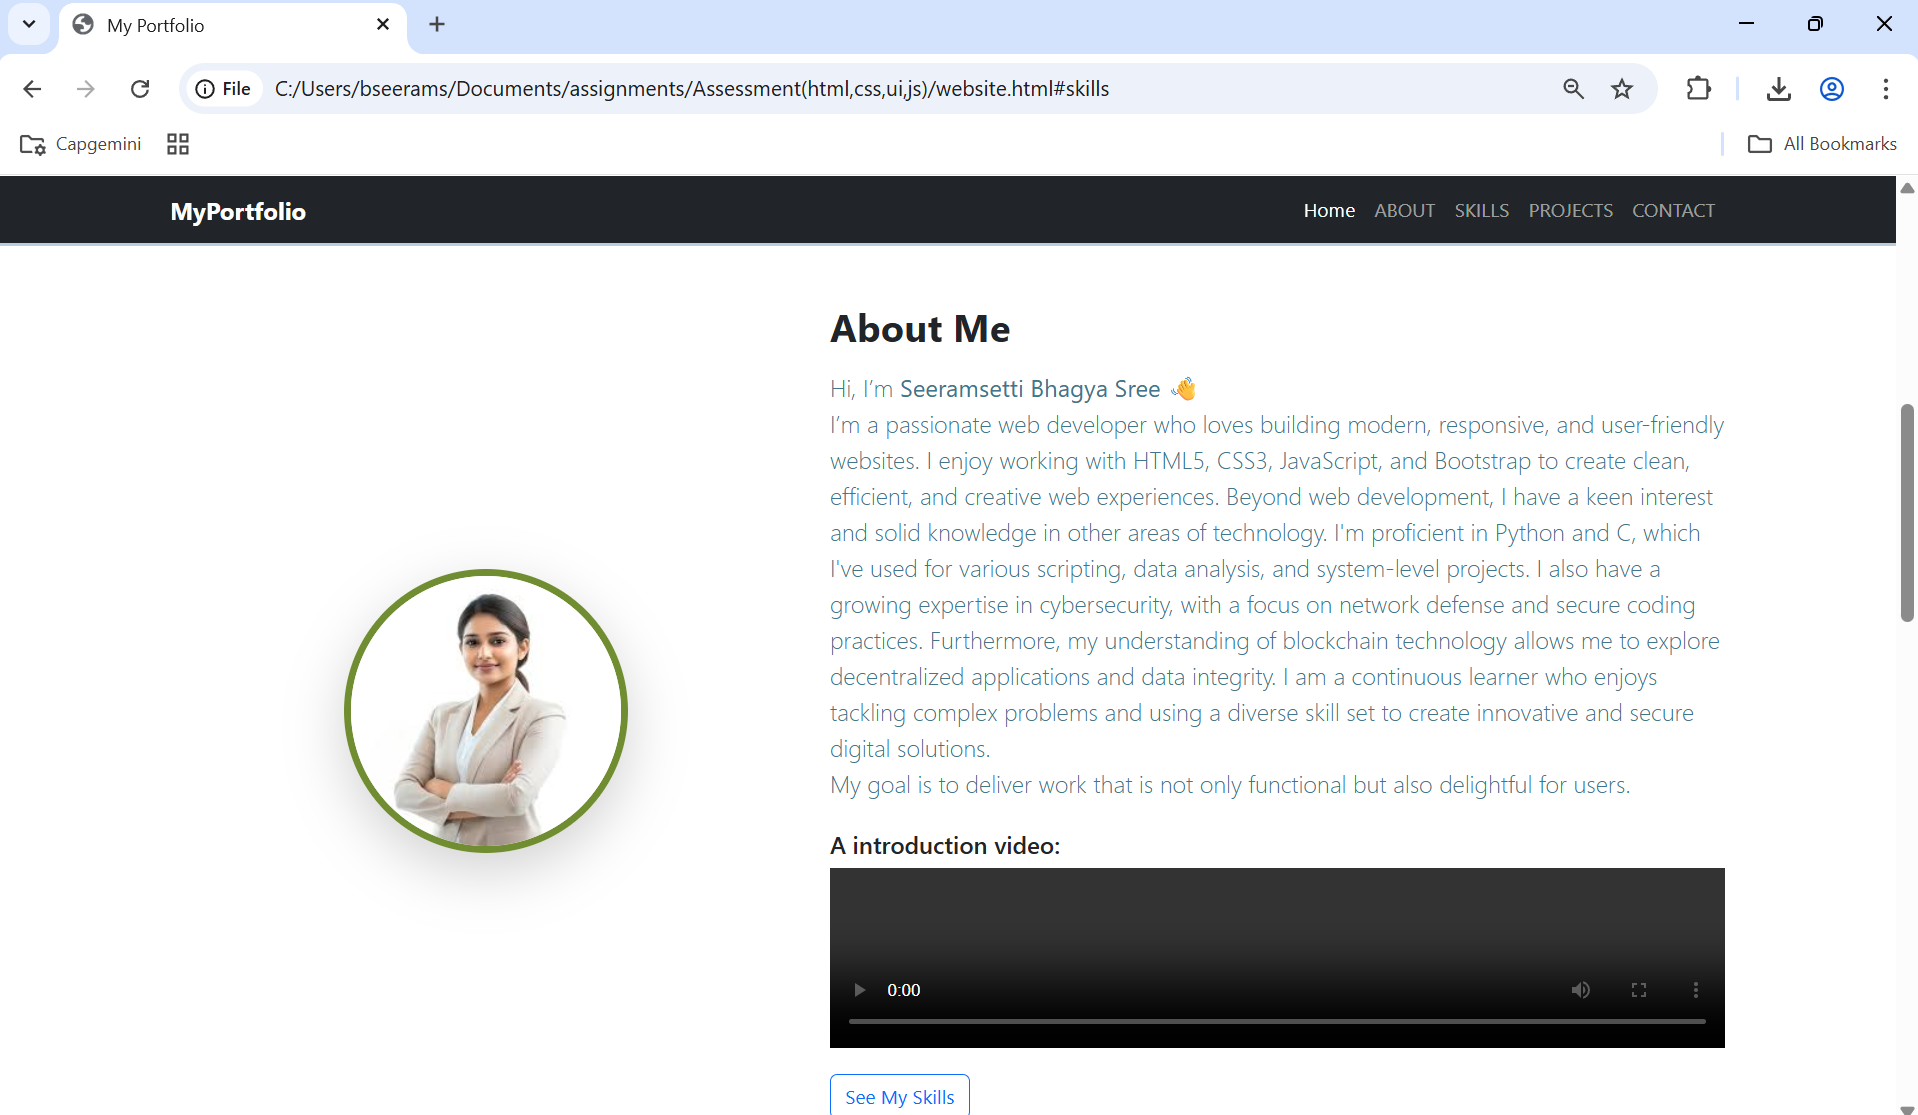 My Portfolio
File C:/Users/bseerams/Documents/assignments/Assessment(html,css,ui,js)/website.html#skills
Capgemini All Bookmarks
MyPortfolio Home ABOUT SKILLS PROJECTS CONTACT
About Me
Hi, I’m Seeramsetti Bhagya Sree 👋
I’m a passionate web developer who loves building modern, responsive, and user-friendly
websites. I enjoy working with HTML5, CSS3, JavaScript, and Bootstrap to create clean,
efficient, and creative web experiences. Beyond web development, I have a keen interest
and solid knowledge in other areas of technology. I'm proficient in Python and C, which
I've used for various scripting, data analysis, and system-level projects. I also have a
growing expertise in cybersecurity, with a focus on network defense and secure coding
practices. Furthermore, my understanding of blockchain technology allows me to explore
decentralized applications and data integrity. I am a continuous learner who enjoys
tackling complex problems and using a diverse skill set to create innovative and secure
digital solutions.
My goal is to deliver work that is not only functional but also delightful for users.
A introduction video:
0:00
See My Skills